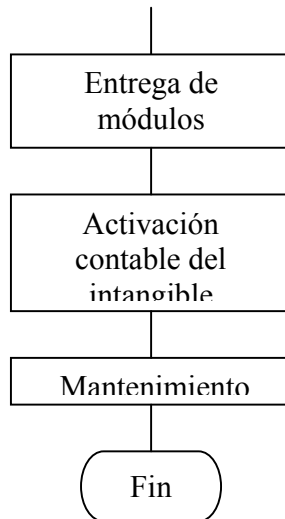 Entrega de
módulos
Activación
contable del
intangible
Mantenimiento
Fin